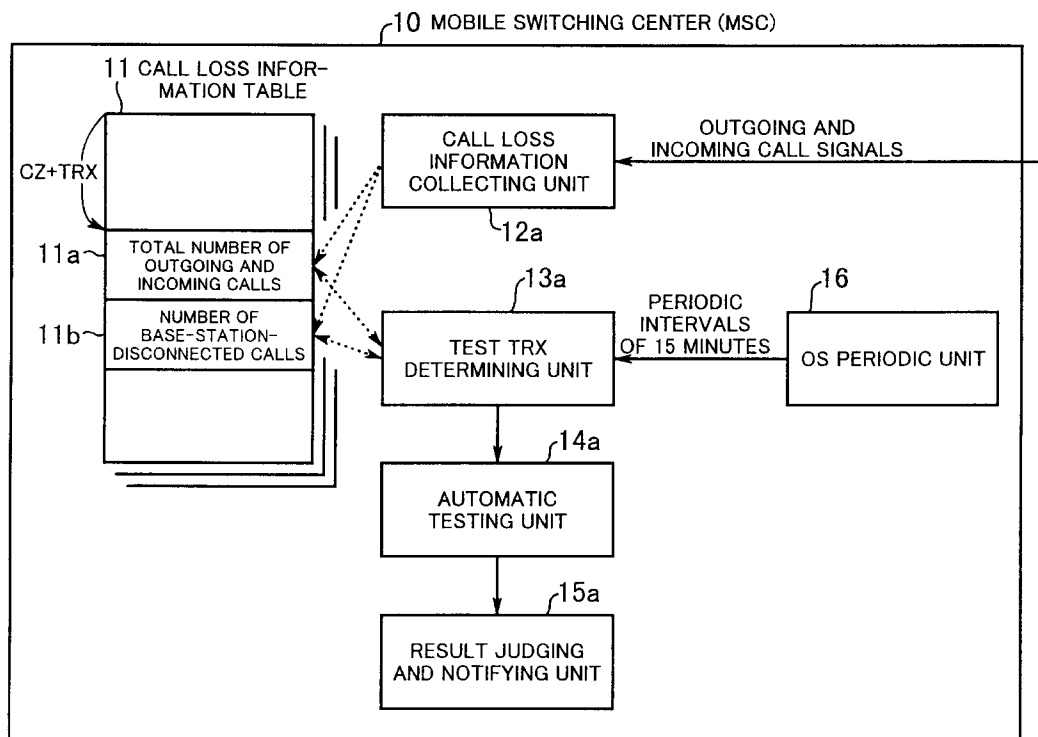 10 MOBILE SWITCHING CENTER (MSC)
11 CALL LOSS INFOR-
MATION TABLE
CZ+TRX
11a
TOTAL NUMBER OF
OUTGOING AND
INCOMING CALLS
11b
NUMBER OF
BASE-STATION-
DISCONNECTED CALLS
CALL LOSS
INFORMATION
COLLECTING UNIT
12a
OUTGOING AND
INCOMING CALL SIGNALS
13a
TEST TRX
DETERMINING UNIT
PERIODIC
INTERVALS
OF 15 MINUTES
16
OS PERIODIC UNIT
14a
AUTOMATIC
TESTING UNIT
15a
RESULT JUDGING
AND NOTIFYING UNIT